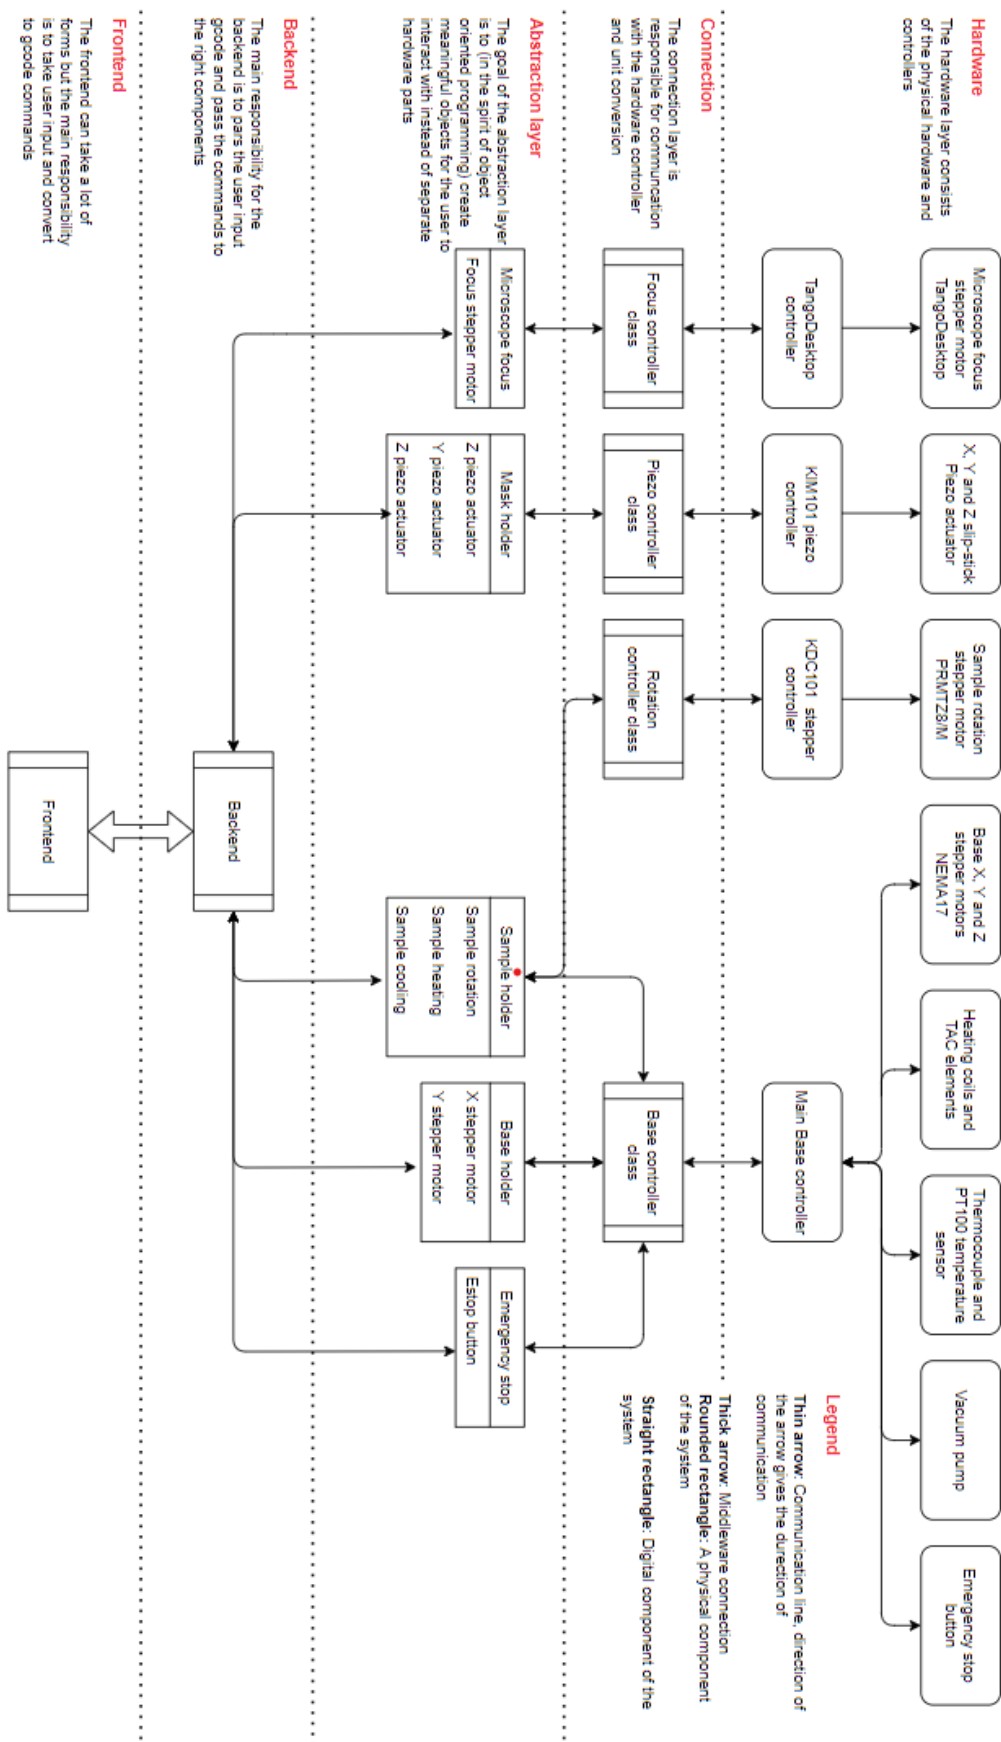 Hardware
The hardware layer consists
of the physical hardware and
controllers
Microscope focus
stepper motor
TangoDesktop
X, Y and Z slip-stick
Piezo actuator
Sample rotation
stepper motor
PRMTZ8/M
Base X, Y and Z
stepper motors
NEMA17
Heating coils and
TAC elements
Thermocouple and
PT100 temperature
sensor
Vacuum pump
Emergency stop
button
TangoDesktop
controller
KIM101 piezo
controller
KDC101 stepper
controller
Main Base controller
Legend
Thin arrow: Communication line, direction of
the arrow gives the durection of
communication
Thick arrow: Middleware connection
Rounded rectangle: A physical component
of the system
Straight rectangle: Digital component of the
system
Connection
The connection layer is
responsible for communcation
with the hardware controller
and unit conversion
Focus controller
class
Piezo controller
class
Rotation
controller class
Base controller
class
Abstraction layer
The goal of the abstraction layer
is to (in the spirit of object
oriented programming) create
meaningful objects for the user to
interact with instead of separate
hardware parts
Microscope focus
Focus stepper motor
Mask holder
Z piezo actuator
Y piezo actuator
Z piezo actuator
Sample holder
Sample rotation
Sample heating
Sample cooling
Base holder
X stepper motor
Y stepper motor
Emergency stop
Estop button
Backend
The main responsibility for the
backend is to pars the user input
gcode and pass the commands to
the right components
Backend
Frontend
The frontend can take a lot of
forms but the main responsibility
is to take user input and convert
to gcode commands
Frontend